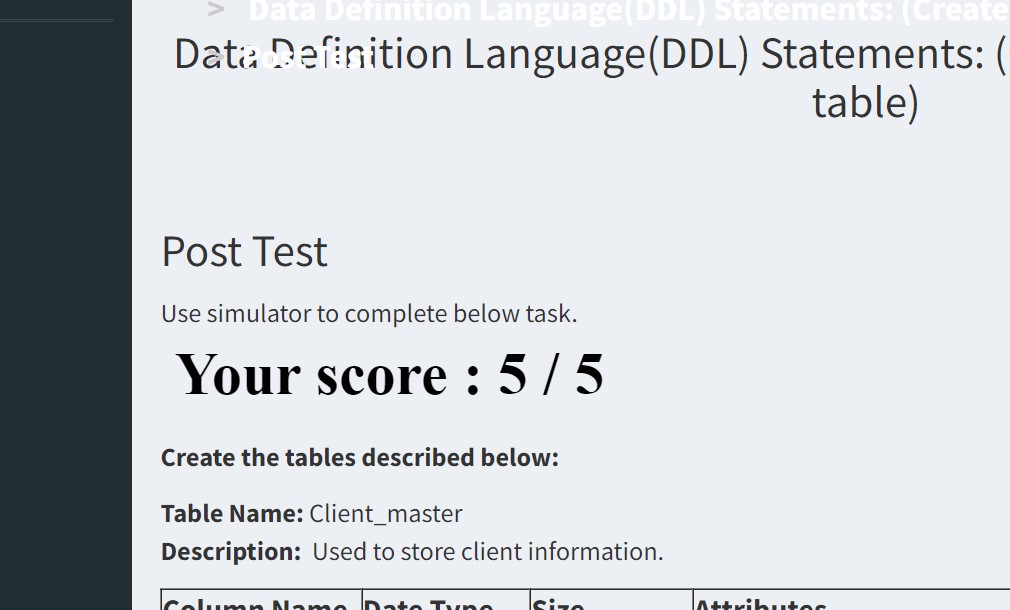 > Data Definition Language(DDL) Statements: (Create
> Post Test
Data Definition Language(DDL) Statements: (
table)
Post Test
Use simulator to complete below task.
Your score : 5 / 5
Create the tables described below:
Table Name: Client_master
Description: Used to store client information.
Column Name Date Type Size Attributes